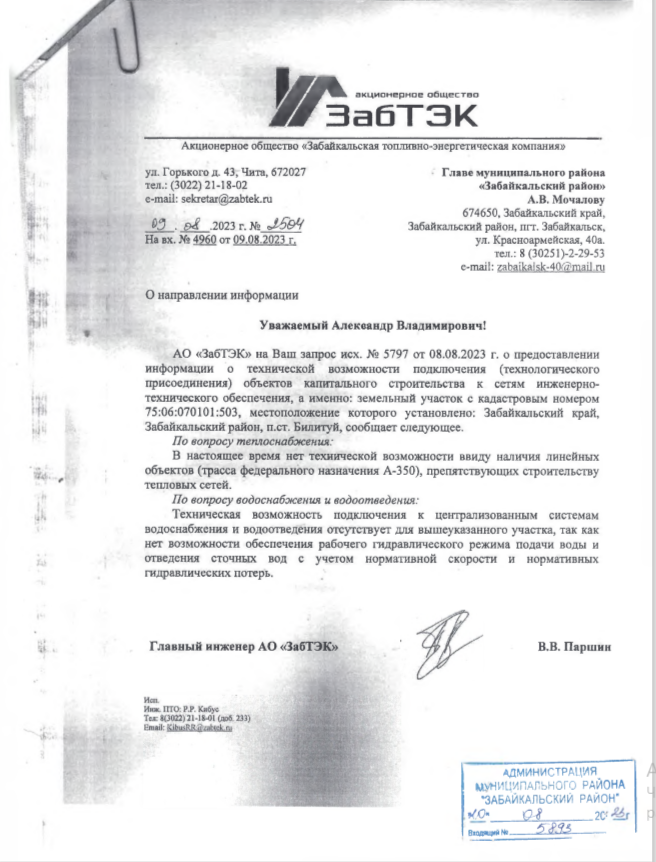 акционерное общество
ЗабТЭК
Акционерное общество «Забайкальская топливно-энергетическая компания»
ул. Горького д. 43, Чита, 672027
тел.: (3022) 21-18-02
e-mail: sekretar@zabtek.ru
09 . 08 .2023 г. № 2504
На вх. № 4960 от 09.08.2023 г.
Главе муниципального района
«Забайкальский район»
А.В. Мочалову
674650, Забайкальский край,
Забайкальский район, пгт. Забайкальск,
ул. Красноармейская, 40а.
тел.: 8 (30251)-2-29-53
e-mail: zabaikalsk-40@mail.ru
О направлении информации
Уважаемый Александр Владимирович!
АО «ЗабТЭК» на Ваш запрос исх. № 5797 от 08.08.2023 г. о предоставлении
информации о технической возможности подключения (технологического
присоединения) объектов капитального строительства к сетям инженерно-
технического обеспечения, а именно: земельный участок с кадастровым номером
75:06:070101:503, местоположение которого установлено: Забайкальский край,
Забайкальский район, п.ст. Билитуй, сообщает следующее.
По вопросу теплоснабжения:
В настоящее время нет технической возможности ввиду наличия линейных
объектов (трасса федерального назначения А-350), препятствующих строительству
тепловых сетей.
По вопросу водоснабжения и водоотведения:
Техническая возможность подключения к централизованным системам
водоснабжения и водоотведения отсутствует для вышеуказанного участка, так как
нет возможности обеспечения рабочего гидравлического режима подачи воды и
отведения сточных вод с учетом нормативной скорости и нормативных
гидравлических потерь.
Главный инженер АО «ЗабТЭК»
В.В. Паршин
Исп.
Инж. ПТО: Р.Р. Кибус
Тел: 8(3022) 21-18-01 (доб. 233)
Email: KibusRR@zabtek.ru
АДМИНИСТРАЦИЯ
МУНИЦИПАЛЬНОГО РАЙОНА
"ЗАБАЙКАЛЬСКИЙ РАЙОН"
"10" 08 2023г.
Входящий № 5893